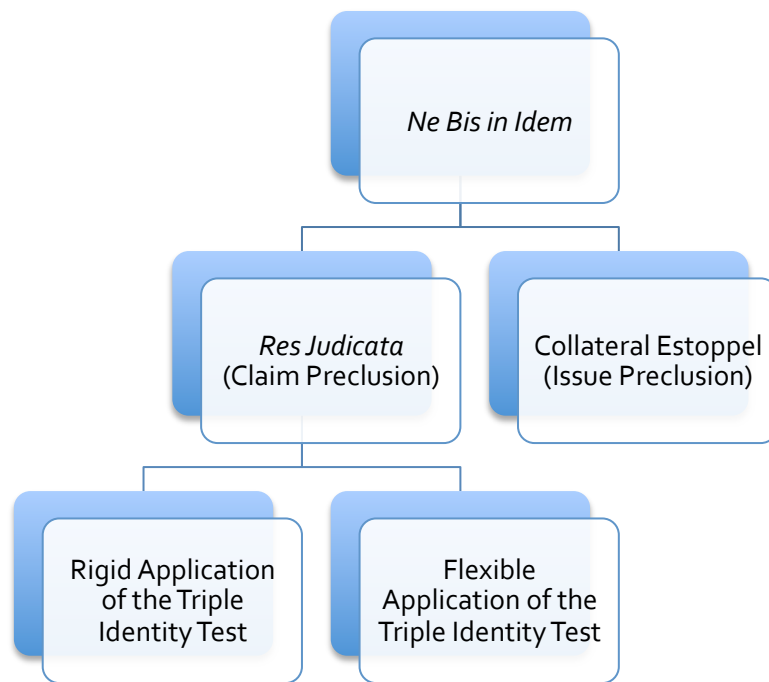 Ne Bis in Idem
Res Judicata
(Claim Preclusion)
Collateral Estoppel
(Issue Preclusion)
Rigid Application
of the Triple
Identity Test
Flexible
Application of the
Triple Identity Test